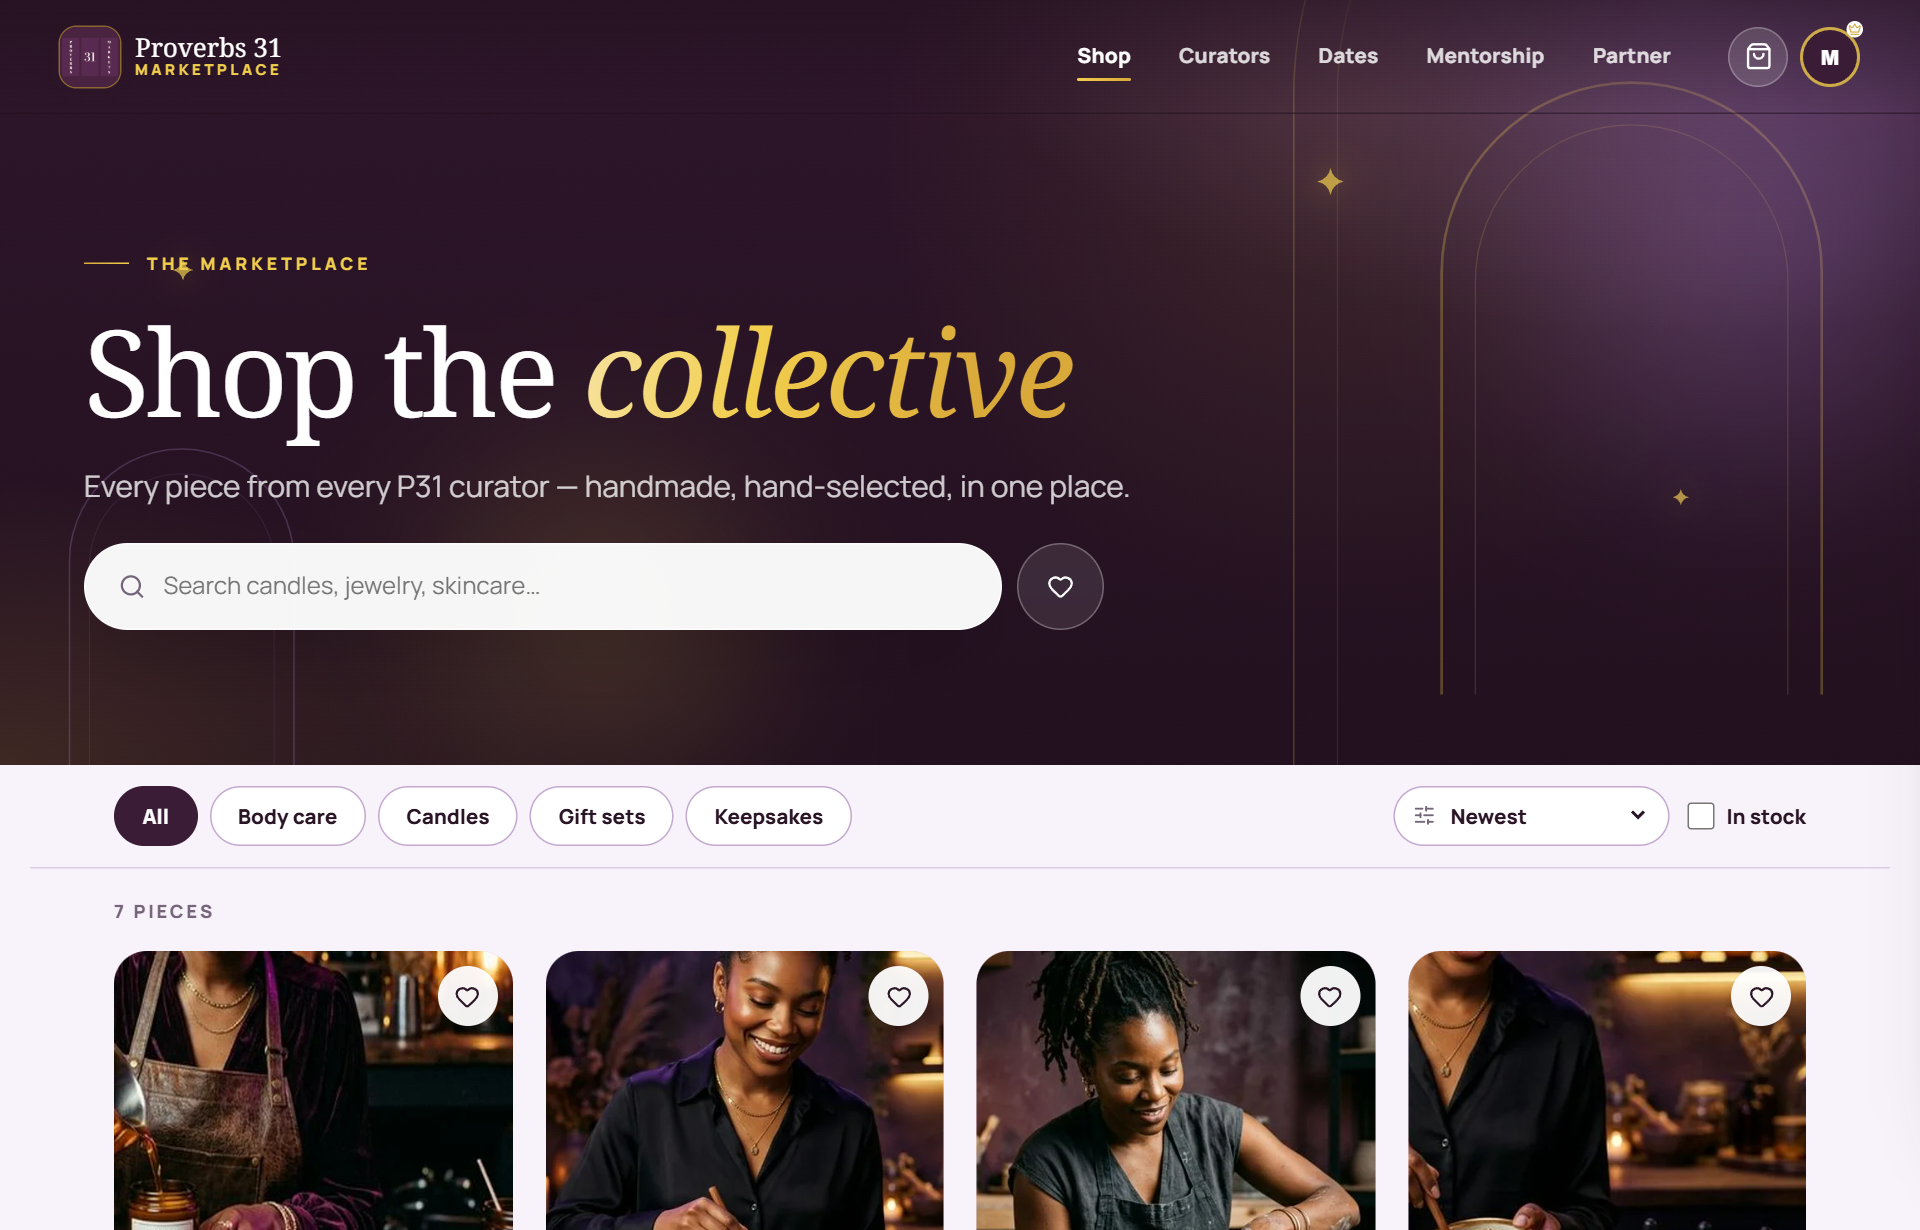 31
Proverbs 31
MARKETPLACE
Shop
Curators
Dates
Mentorship
Partner
M
THE MARKETPLACE
Shop the collective
Every piece from every P31 curator — handmade, hand-selected, in one place.
Search candles, jewelry, skincare...
All
Body care
Candles
Gift sets
Keepsakes
Newest
In stock
7 PIECES